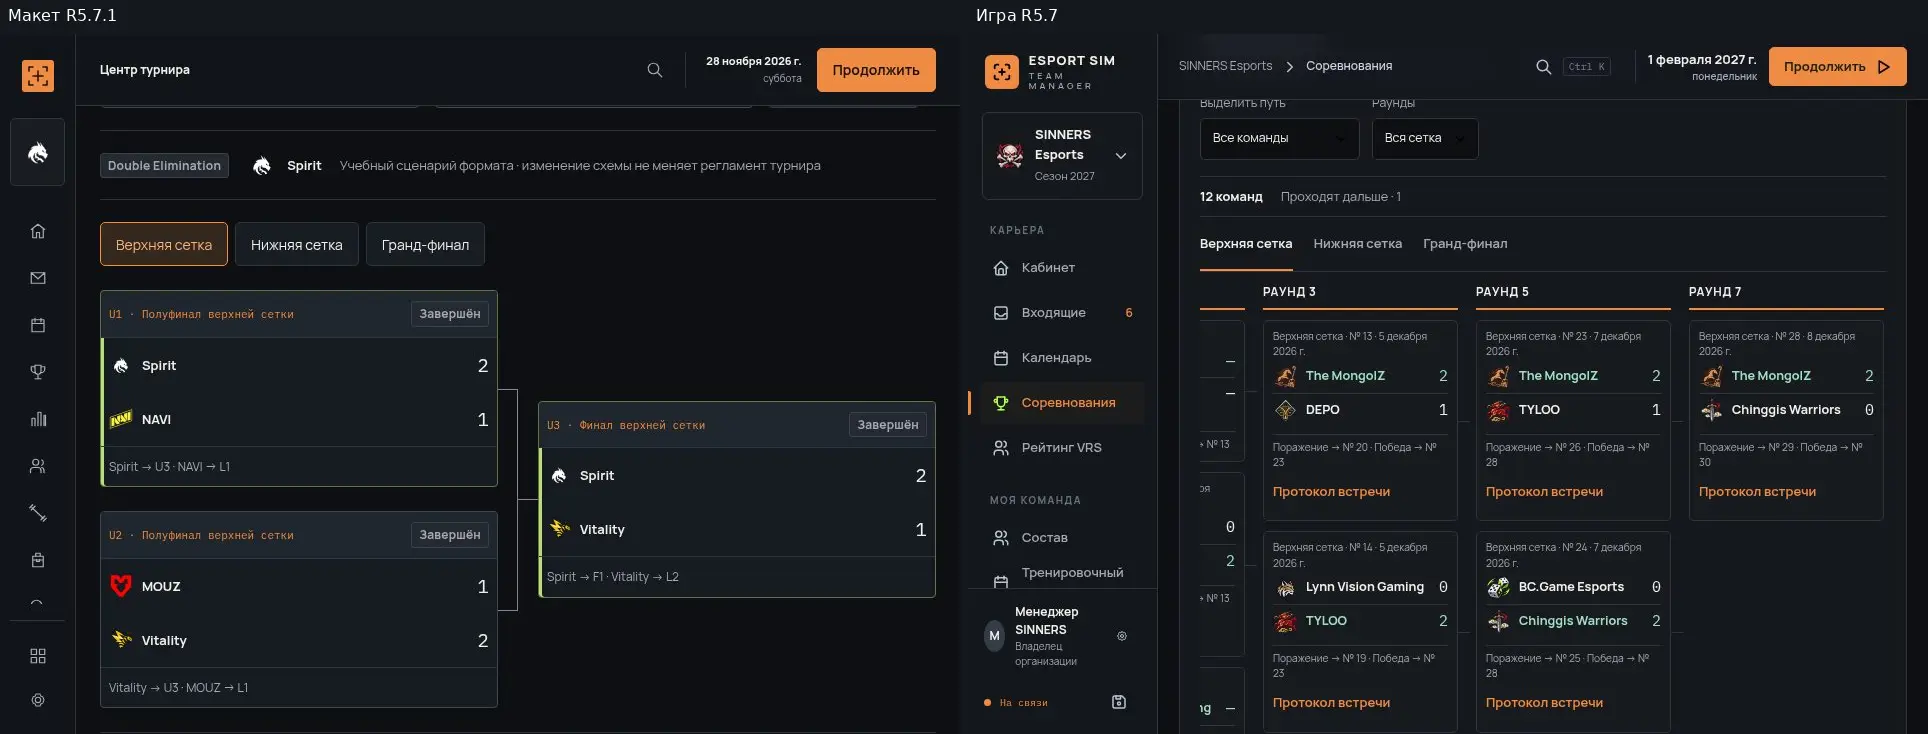 Макет R5.7.1
Центр турнира
28 ноября 2026 г.
суббота
Продолжить
Double Elimination
Spirit
Учебный сценарий формата · изменение схемы не меняет регламент турнира
Верхняя сетка
Нижняя сетка
Гранд-финал
U1 · Полуфинал верхней сетки
Завершён
Spirit 2
NAVI 1
Spirit → U3 · NAVI → L1
U2 · Полуфинал верхней сетки
Завершён
MOUZ 1
Vitality 2
Vitality → U3 · MOUZ → L1
U3 · Финал верхней сетки
Завершён
Spirit 2
Vitality 1
Spirit → F1 · Vitality → L2
Игра R5.7
ESPORT SIM
TEAM
MANAGER
SINNERS
Esports
Сезон 2027
КАРЬЕРА
Кабинет
Входящие 6
Календарь
Соревнования
Рейтинг VRS
МОЯ КОМАНДА
Состав
Тренировочный
М
Менеджер
SINNERS
Владелец
организации
На связи
SINNERS Esports > Соревнования
Ctrl K
1 февраля 2027 г.
понедельник
Продолжить
Выделить путь
Все команды
Раунды
Вся сетка
12 команд
Проходят дальше · 1
Верхняя сетка
Нижняя сетка
Гранд-финал
–
–
→ № 13
0
2
→ № 13
–
РАУНД 3
Верхняя сетка · № 13 · 5 декабря
2026 г.
The MongolZ 2
DEPO 1
Поражение → № 20 · Победа → №
23
Протокол встречи
Верхняя сетка · № 14 · 5 декабря
2026 г.
Lynn Vision Gaming 0
TYLOO 2
Поражение → № 19 · Победа → №
23
Протокол встречи
РАУНД 5
Верхняя сетка · № 23 · 7 декабря
2026 г.
The MongolZ 2
TYLOO 1
Поражение → № 26 · Победа → №
28
Протокол встречи
Верхняя сетка · № 24 · 7 декабря
2026 г.
BC.Game Esports 0
Chinggis Warriors 2
Поражение → № 25 · Победа → №
28
Протокол встречи
РАУНД 7
Верхняя сетка · № 28 · 8 декабря
2026 г.
The MongolZ 2
Chinggis Warriors 0
Поражение → № 29 · Победа → №
30
Протокол встречи